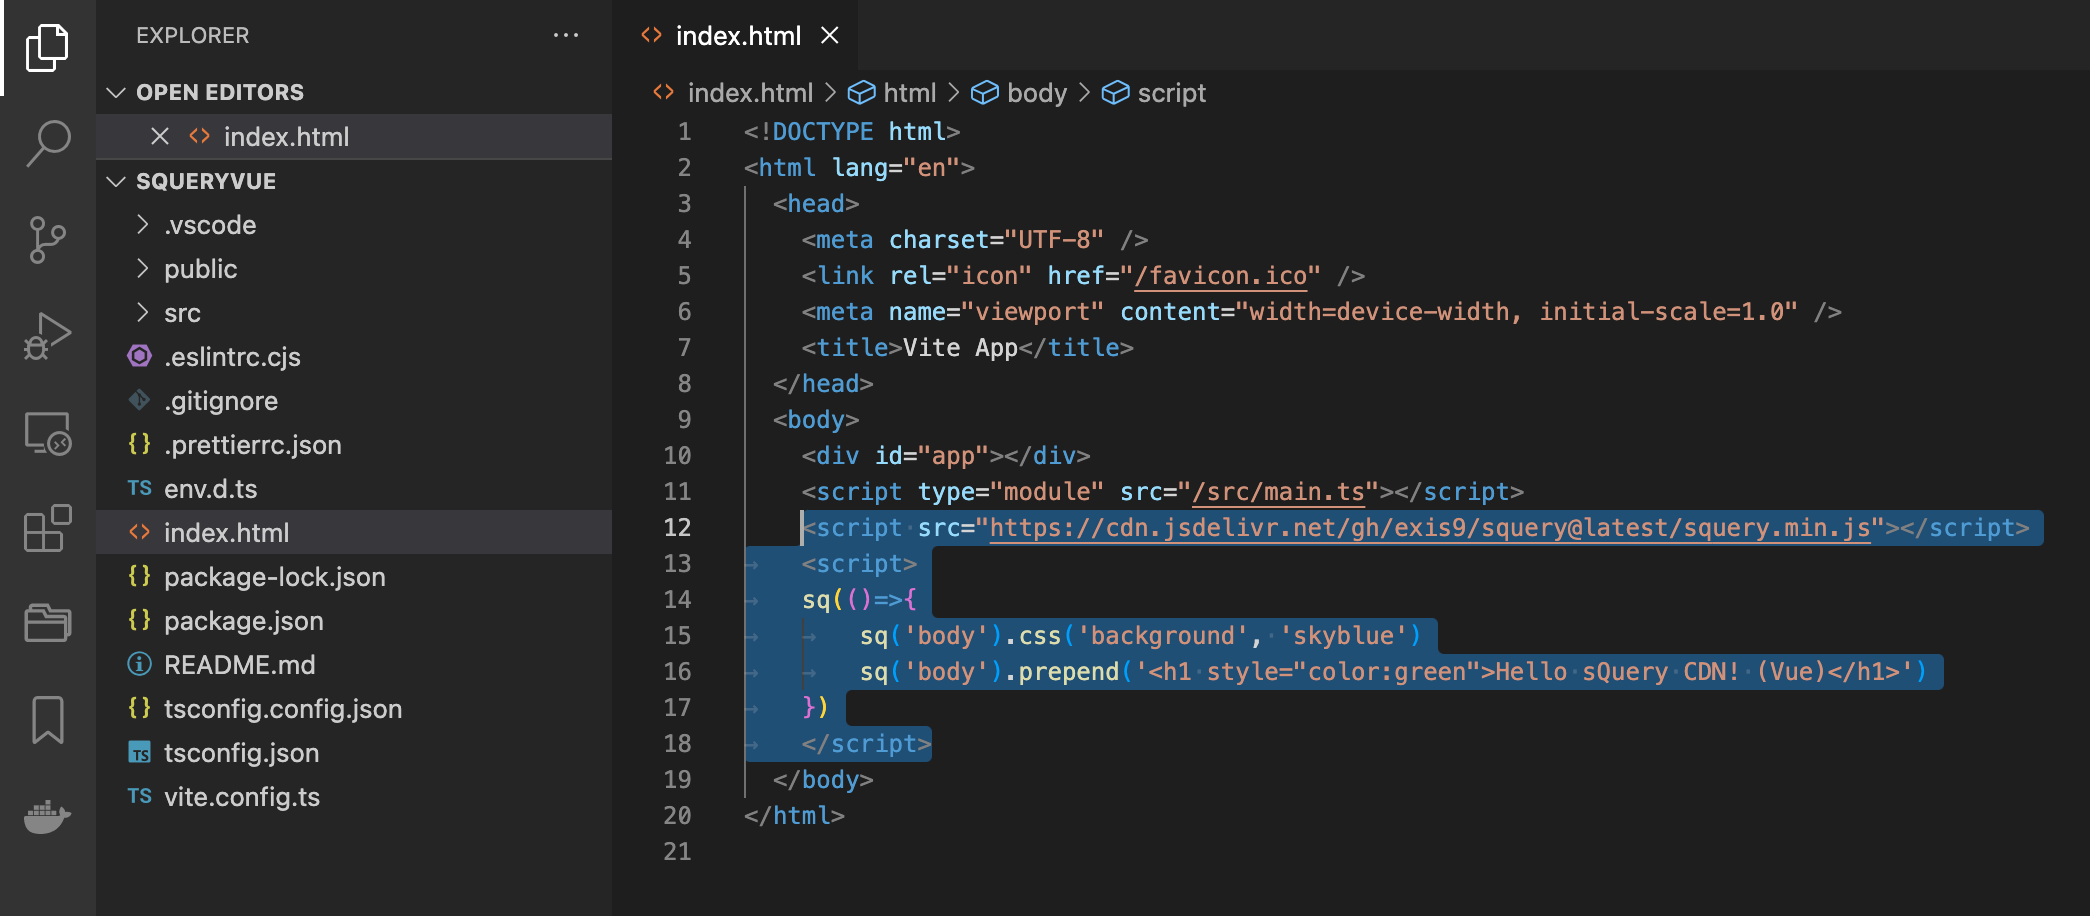 EXPLORER ...
OPEN EDITORS
index.html
SQUERYVUE
.vscode
public
src
.eslintrc.cjs
.gitignore
{} .prettierrc.json
TS env.d.ts
<> index.html
{} package-lock.json
{} package.json
README.md
{} tsconfig.config.json
TS tsconfig.json
TS vite.config.ts
<> index.html
<> index.html > html > body > script
1 <!DOCTYPE html>
2 <html lang="en">
3 <head>
4 <meta charset="UTF-8" />
5 <link rel="icon" href="/favicon.ico" />
6 <meta name="viewport" content="width=device-width, initial-scale=1.0" />
7 <title>Vite App</title>
8 </head>
9 <body>
10 <div id="app"></div>
11 <script type="module" src="/src/main.ts"></script>
12 <script src="https://cdn.jsdelivr.net/gh/exis9/squery@latest/squery.min.js"></script>
13 <script>
14 sq(()=>{
15 sq('body').css('background', 'skyblue')
16 sq('body').prepend('<h1 style="color:green">Hello sQuery CDN! (Vue)</h1>')
17 })
18 </script>
19 </body>
20 </html>
21